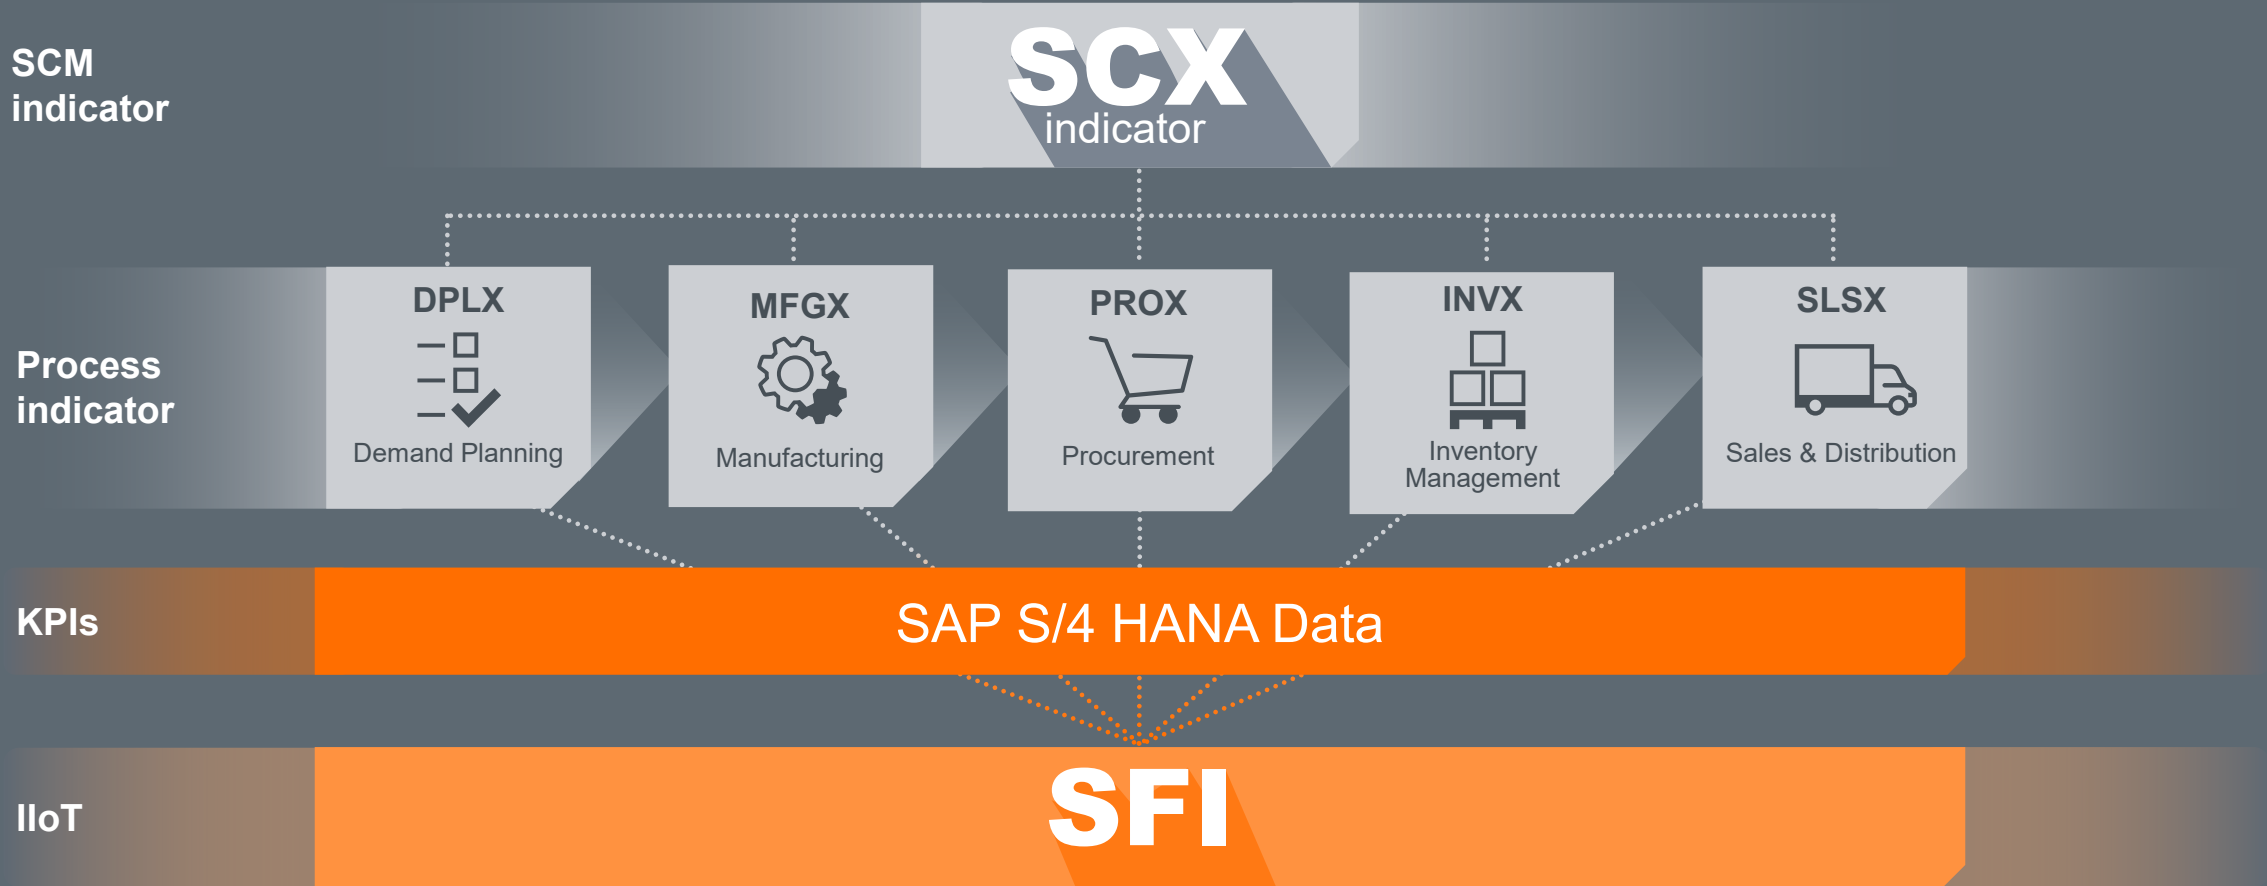 SCM
indicator
SCX
indicator
Process
indicator
DPLX
Demand Planning
MFGX
Manufacturing
PROX
Procurement
INVX
Inventory
Management
SLSX
Sales & Distribution
KPIs
SAP S/4 HANA Data
IIoT
SFI